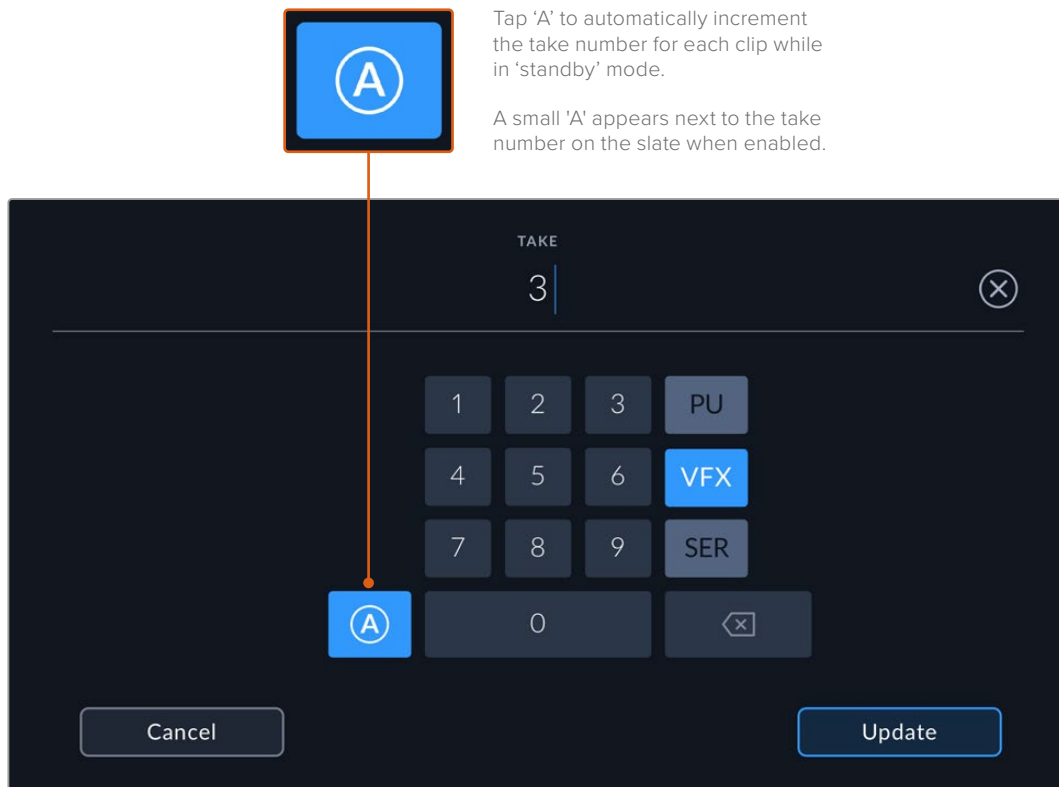 A
Tap ‘A’ to automatically increment
the take number for each clip while
in ‘standby’ mode.
A small 'A' appears next to the take
number on the slate when enabled.
TAKE
3
1 2 3 PU
4 5 6 VFX
7 8 9 SER
A 0
Cancel Update